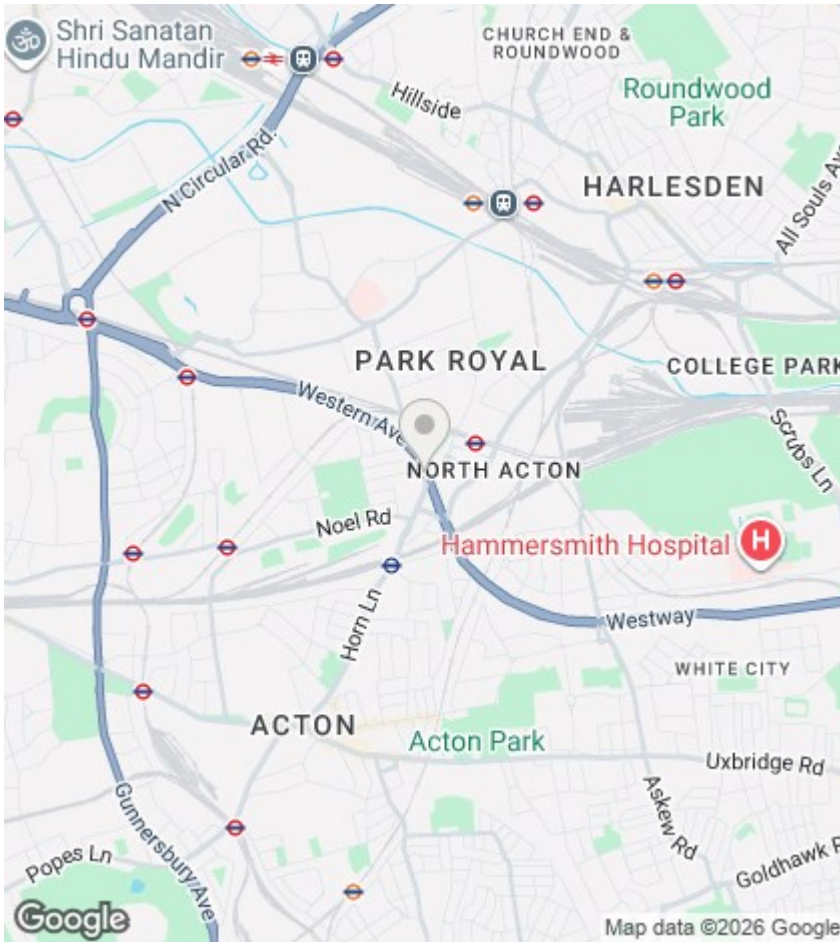 Shri Sanatan
Hindu Mandir
CHURCH END &
ROUNDWOOD
Hillside
Roundwood
Park
N Circular Rd.
HARLESDEN
All Souls Av
PARK ROYAL
COLLEGE PARK
Western Ave
Scrubs Ln
NORTH ACTON
Noel Rd
Hammersmith Hospital
H
Horn Ln
Westway
WHITE CITY
ACTON
Acton Park
Uxbridge Rd
Gunnersbury Ave
Askew Rd
Popes Ln
Goldhawk
Google
Map data ©2026 Google